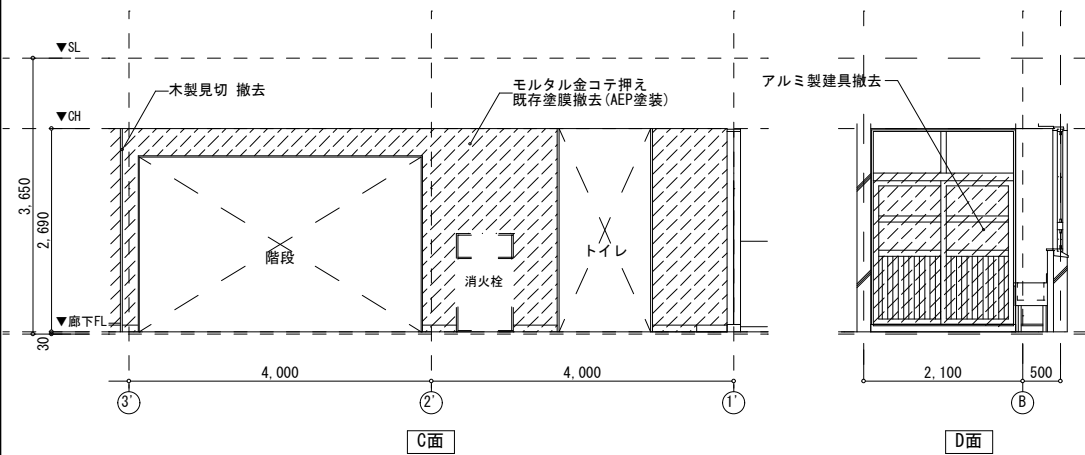 ▼SL
木製見切 撤去
モルタル金コテ押え
既存塗膜撤去(AEP塗装)
アルミ製建具撤去
▼CH
3,650
2,690
階段
消火栓
トイレ
▼廊下FL
30
4,000
4,000
2,100
500
3'
2'
1'
B
C面
D面